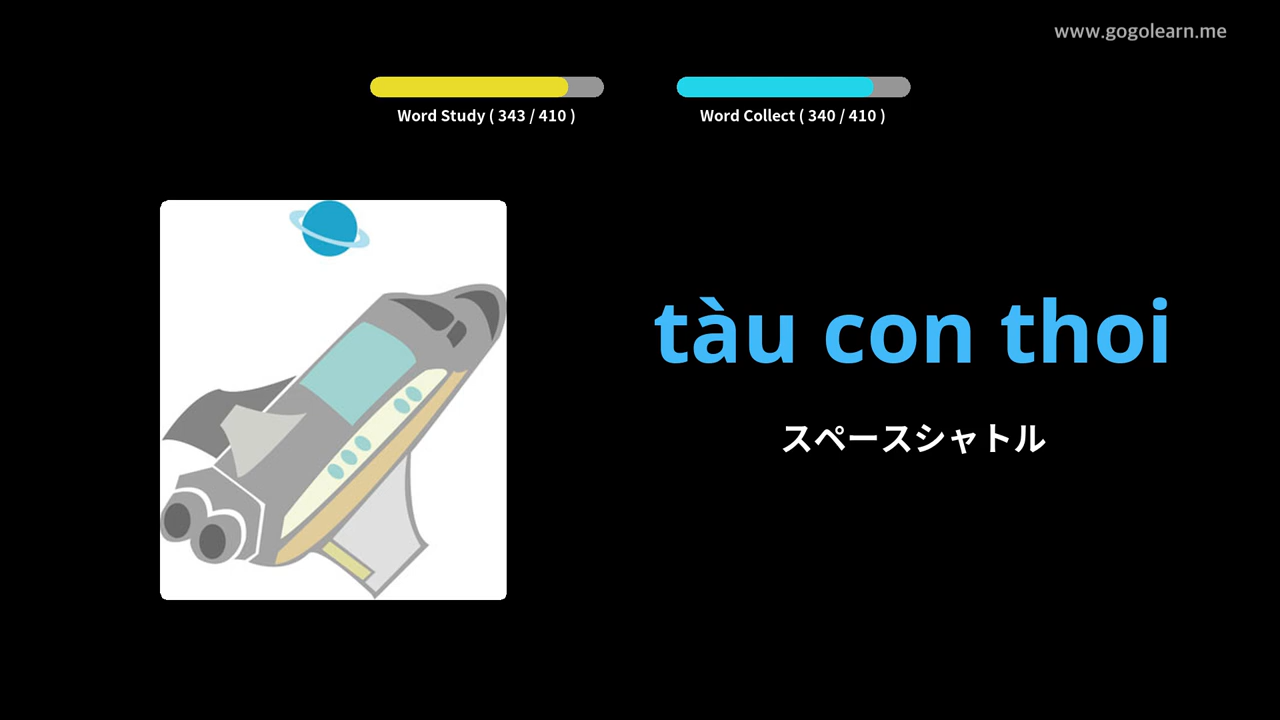 www.gogolearn.me
Word Study ( 343 / 410 )
Word Collect ( 340 / 410 )
tàu con thoi
スペースシャトル